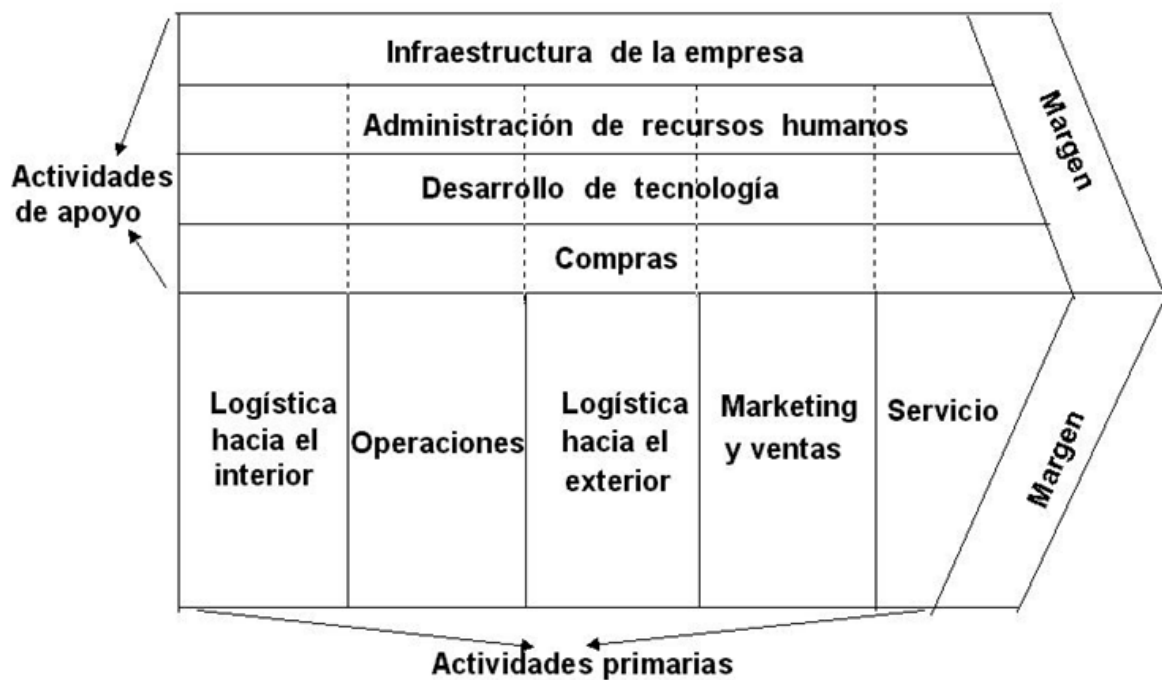 Infraestructura de la empresa
Margen
Administración de recursos humanos
Actividades
de apoyo
Desarrollo de tecnología
Compras
Logística
hacia el
interior
Operaciones
Logística
hacia el
exterior
Marketing
y ventas
Servicio
Margen
Actividades primarias